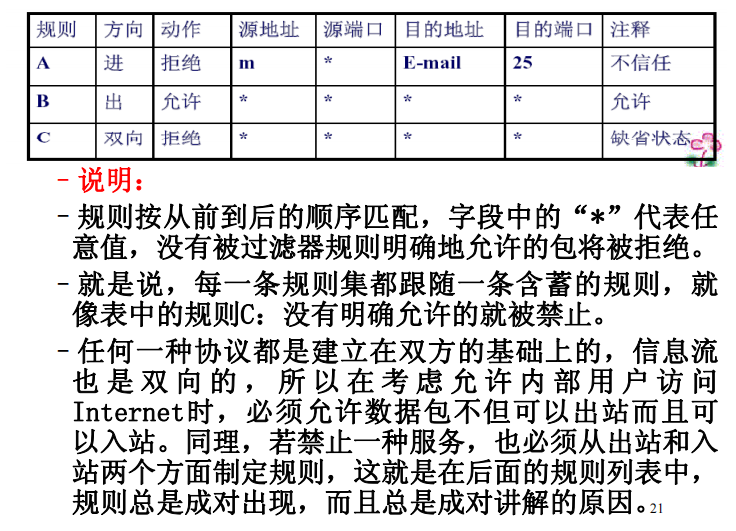 规则 方向 动作 源地址 源端口 目的地址 目的端口 注释
A 进 拒绝 m * E-mail 25 不信任
B 出 允许 * * * * 允许
C 双向 拒绝 * * * * 缺省状态
–说明：
–规则按从前到后的顺序匹配，字段中的“*”代表任
意值，没有被过滤器规则明确地允许的包将被拒绝。
–就是说，每一条规则集都跟随一条含蓄的规则，就
像表中的规则C：没有明确允许的就被禁止。
–任何一种协议都是建立在双方的基础上的，信息流
也是双向的，所以在考虑允许内部用户访问
Internet时，必须允许数据包不但可以出站而且可
以入站。同理，若禁止一种服务，也必须从出站和入
站两个方面制定规则，这就是在后面的规则列表中，
规则总是成对出现，而且总是成对讲解的原因。21